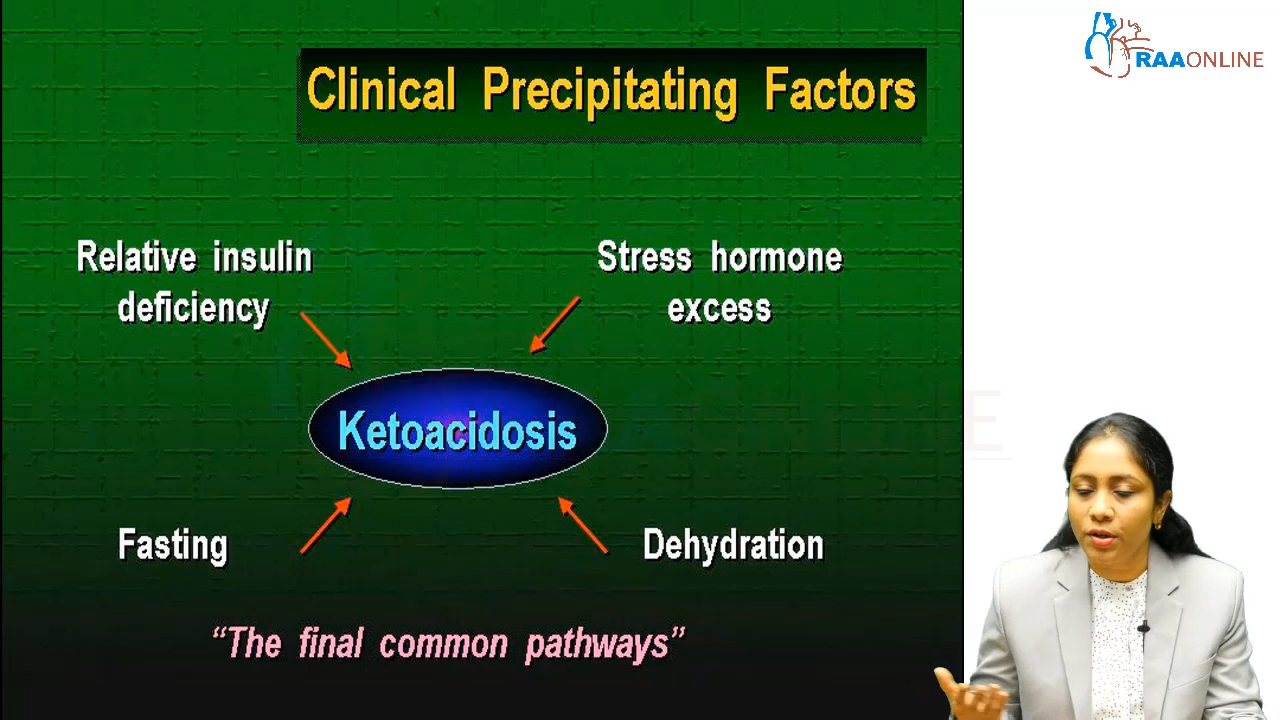 Clinical Precipitating Factors
RAAONLINE
Relative insulin
deficiency
Stress hormone
excess
Ketoacidosis
Fasting
Dehydration
“The final common pathways”